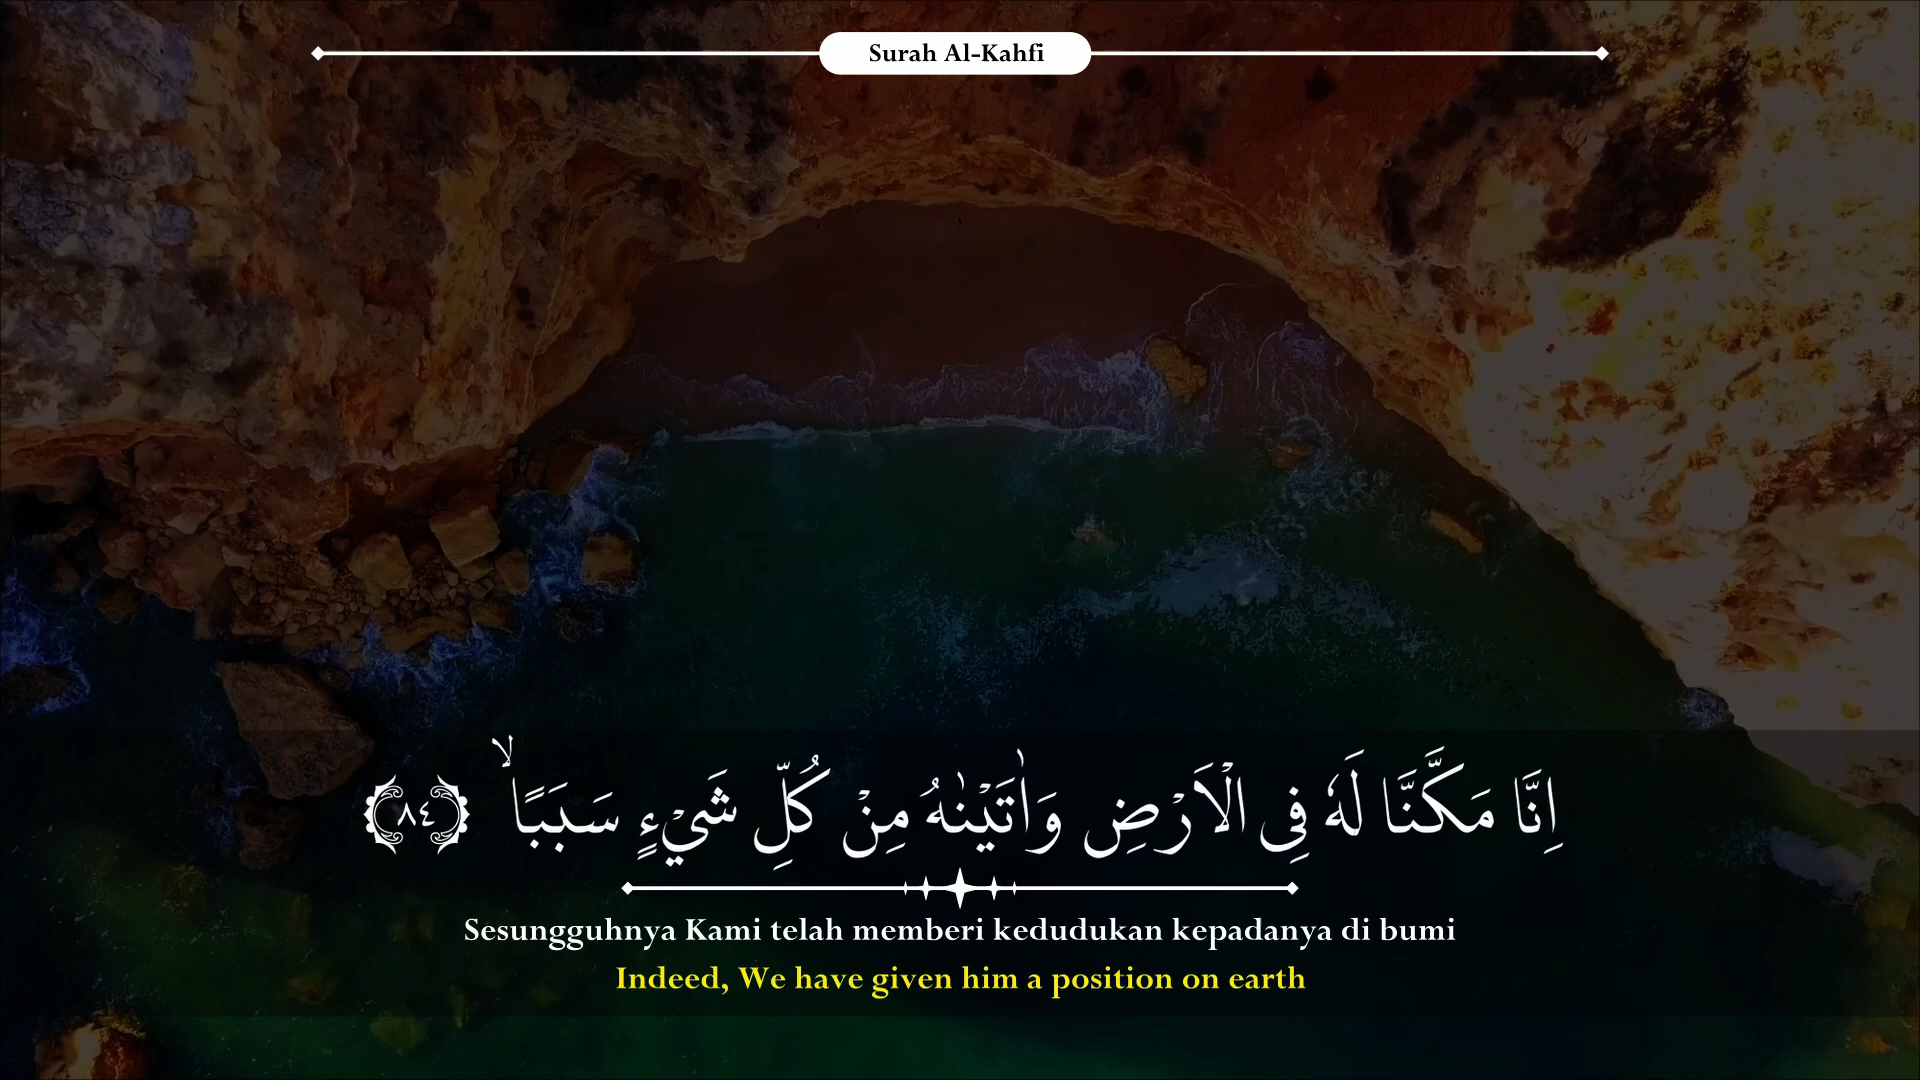 Surah Al-Kahfi
اِنَّا مَكَّنَّا لَهٗ فِى الْاَرْضِ وَاٰتَيْنٰهُ مِنْ كُلِّ شَيْءٍ سَبَبًا ۙ ٨٤
Sesungguhnya Kami telah memberi kedudukan kepadanya di bumi
Indeed, We have given him a position on earth